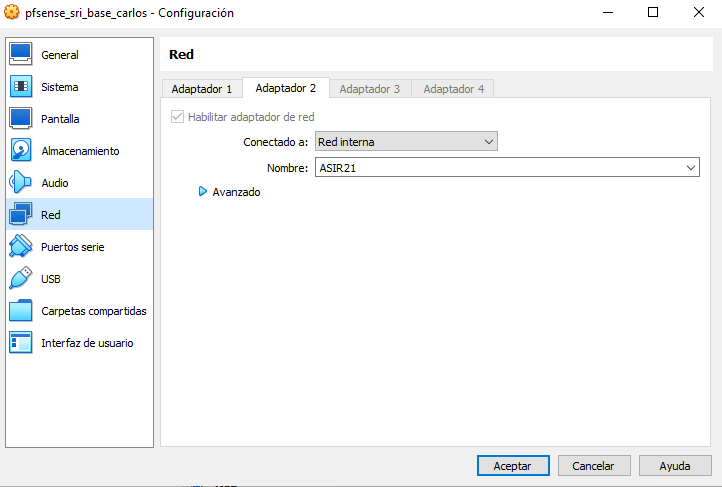 pfsense_sri_base_carlos - Configuración
General
Sistema
Pantalla
Almacenamiento
Audio
Red
Puertos serie
USB
Carpetas compartidas
Interfaz de usuario
Red
Adaptador 1 Adaptador 2 Adaptador 3 Adaptador 4
Habilitar adaptador de red
Conectado a: Red interna
Nombre: ASIR21
Avanzado
Aceptar Cancelar Ayuda